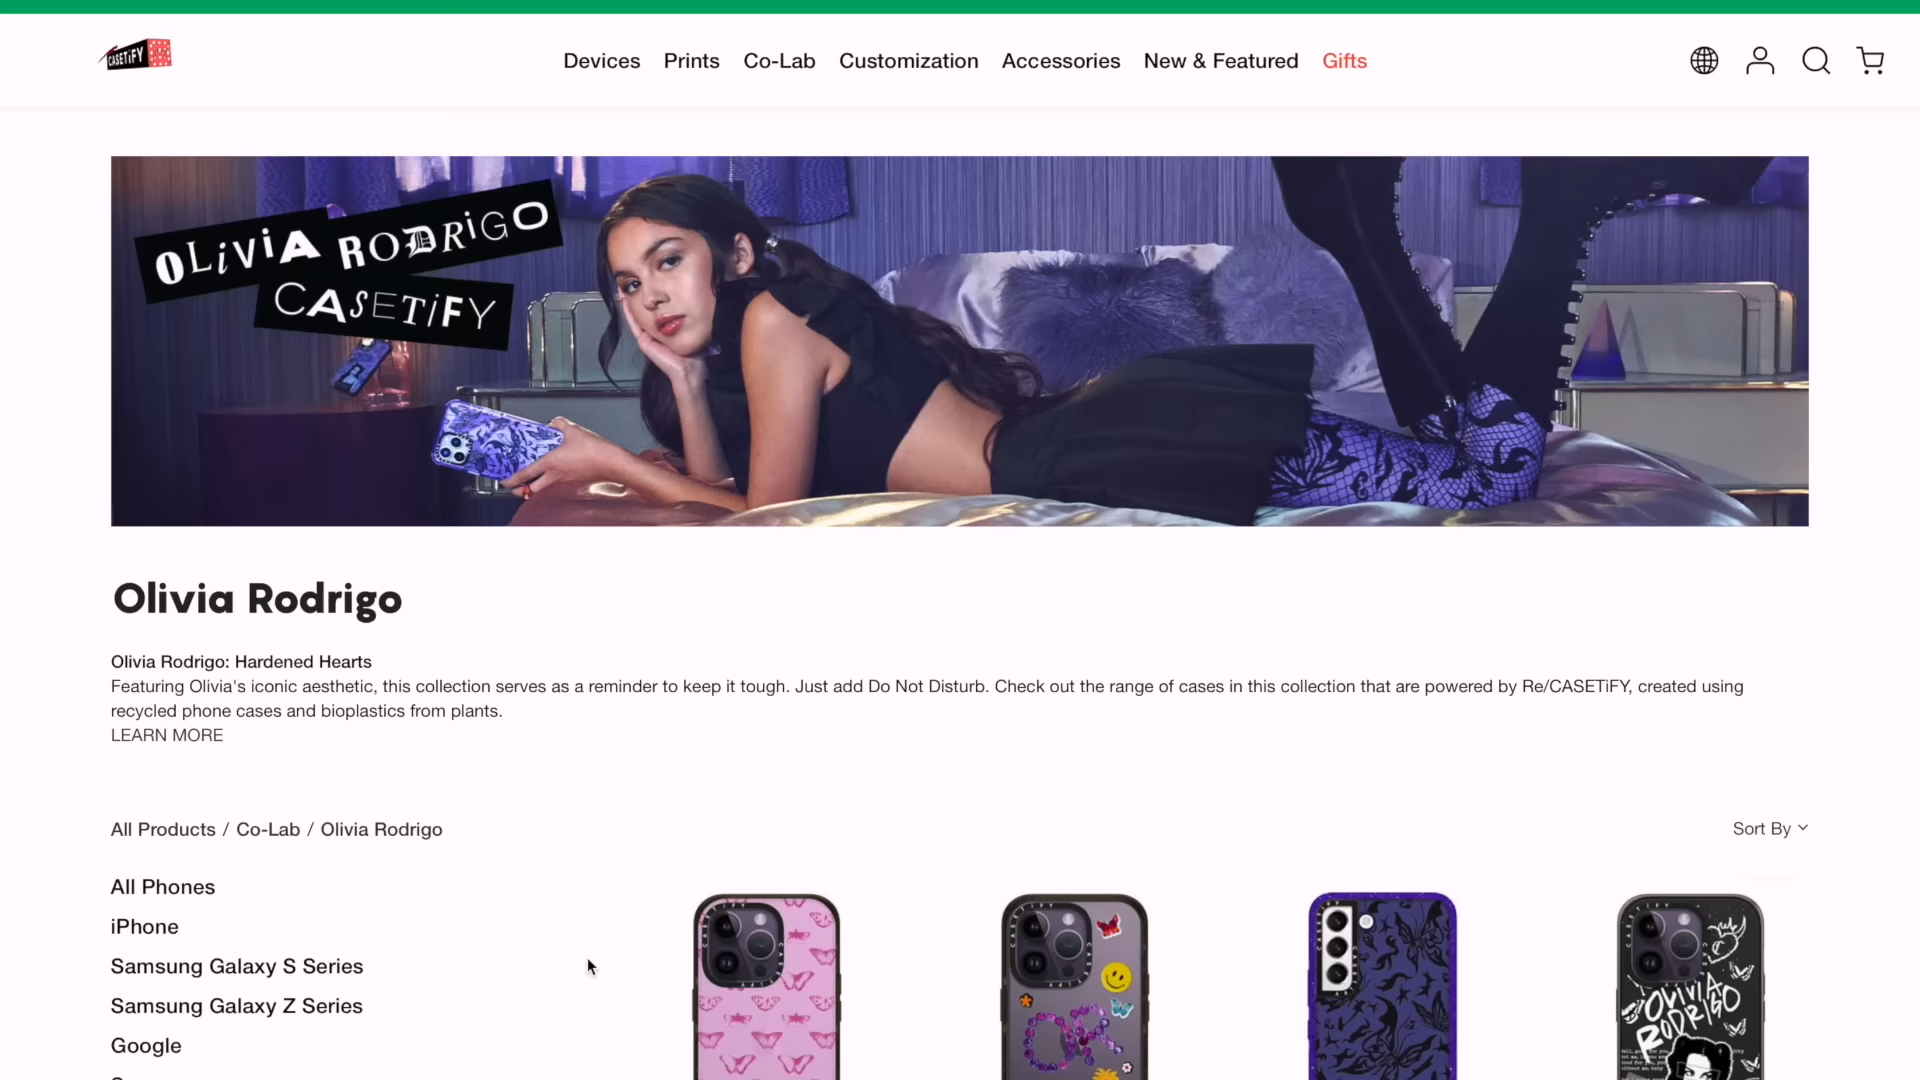 CASETiFY
Devices Prints Co-Lab Customization Accessories New & Featured Gifts
OLiViA RODRiGO
CASETiFY
Olivia Rodrigo
Olivia Rodrigo: Hardened Hearts
Featuring Olivia's iconic aesthetic, this collection serves as a reminder to keep it tough. Just add Do Not Disturb. Check out the range of cases in this collection that are powered by Re/CASETiFY, created using
recycled phone cases and bioplastics from plants.
LEARN MORE
All Products / Co-Lab / Olivia Rodrigo
Sort By
All Phones
iPhone
Samsung Galaxy S Series
Samsung Galaxy Z Series
Google
OR
OLIVIA
RODRIGO